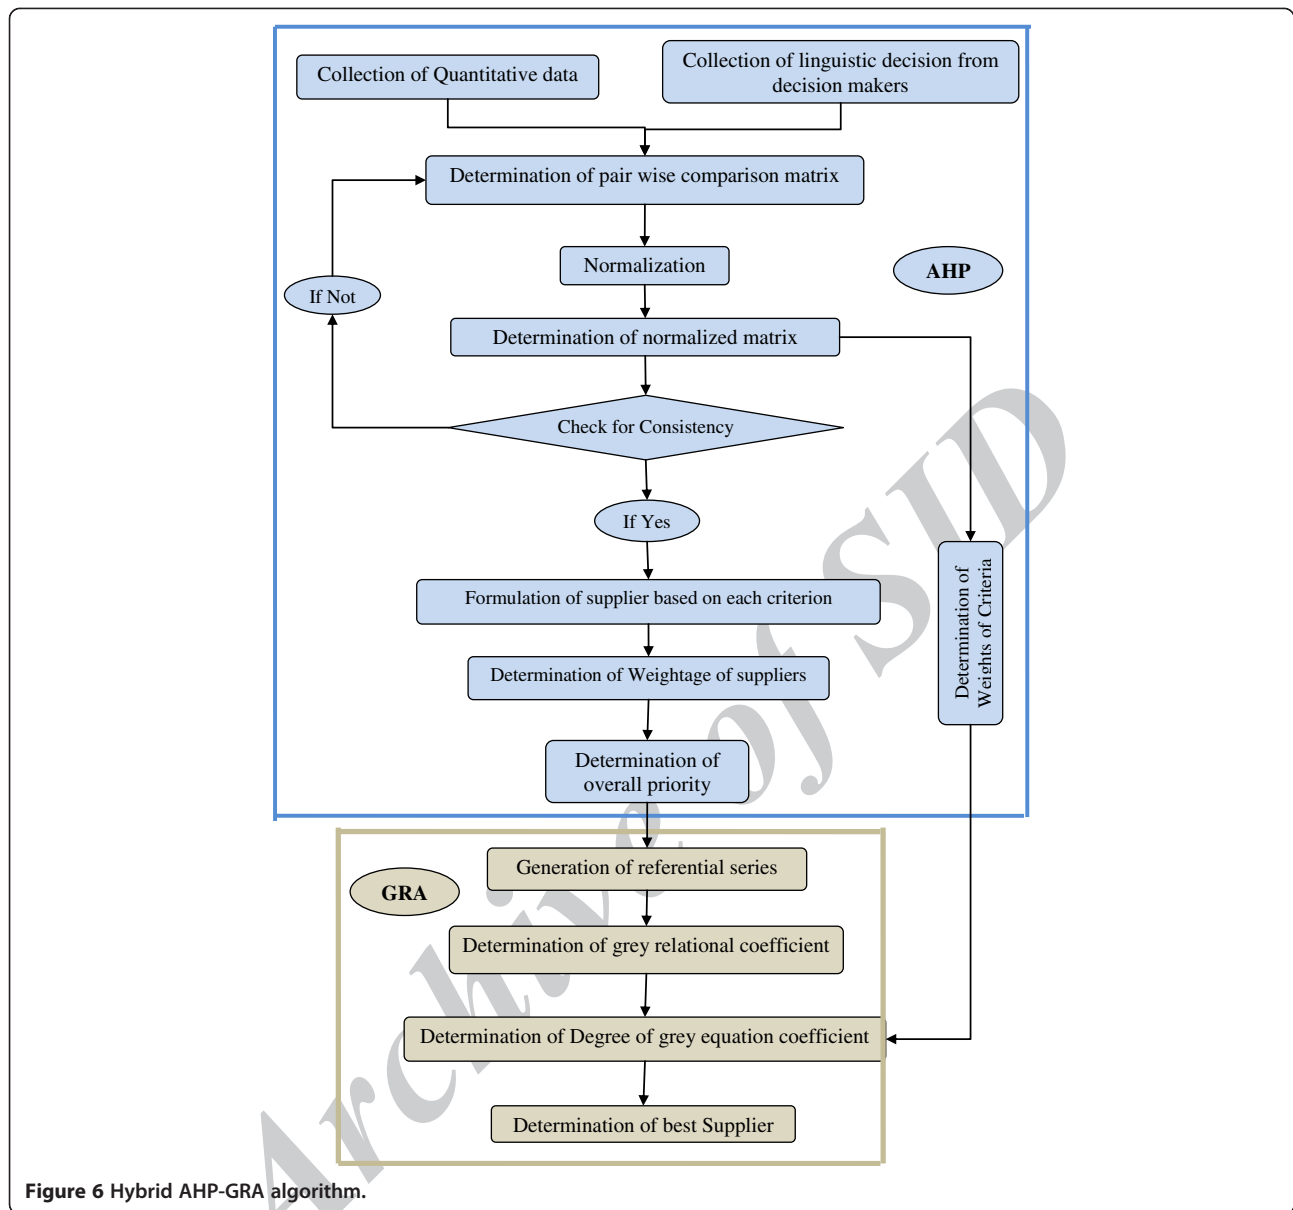 Collection of Quantitative data
Collection of linguistic decision from
decision makers
Determination of pair wise comparison matrix
Normalization
AHP
If Not
Determination of normalized matrix
Check for Consistency
If Yes
Determination of
Weights of Criteria
Formulation of supplier based on each criterion
Determination of Weightage of suppliers
Determination of
overall priority
Generation of referential series
GRA
Determination of grey relational coefficient
Determination of Degree of grey equation coefficient
Determination of best Supplier
Archive of SID
Figure 6 Hybrid AHP-GRA algorithm.